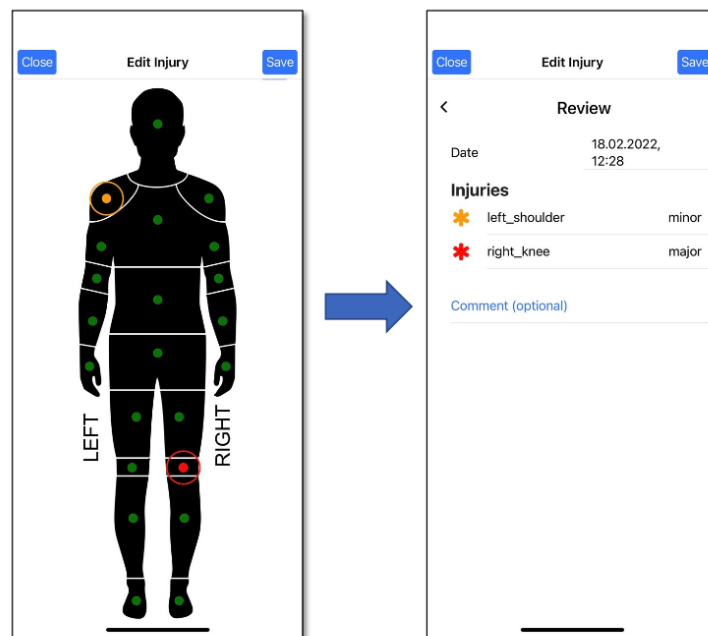 Close Edit Injury Save
LEFT
RIGHT
Close Edit Injury Save
Review
Date 18.02.2022,
12:28
Injuries
left_shoulder minor
right_knee major
Comment (optional)